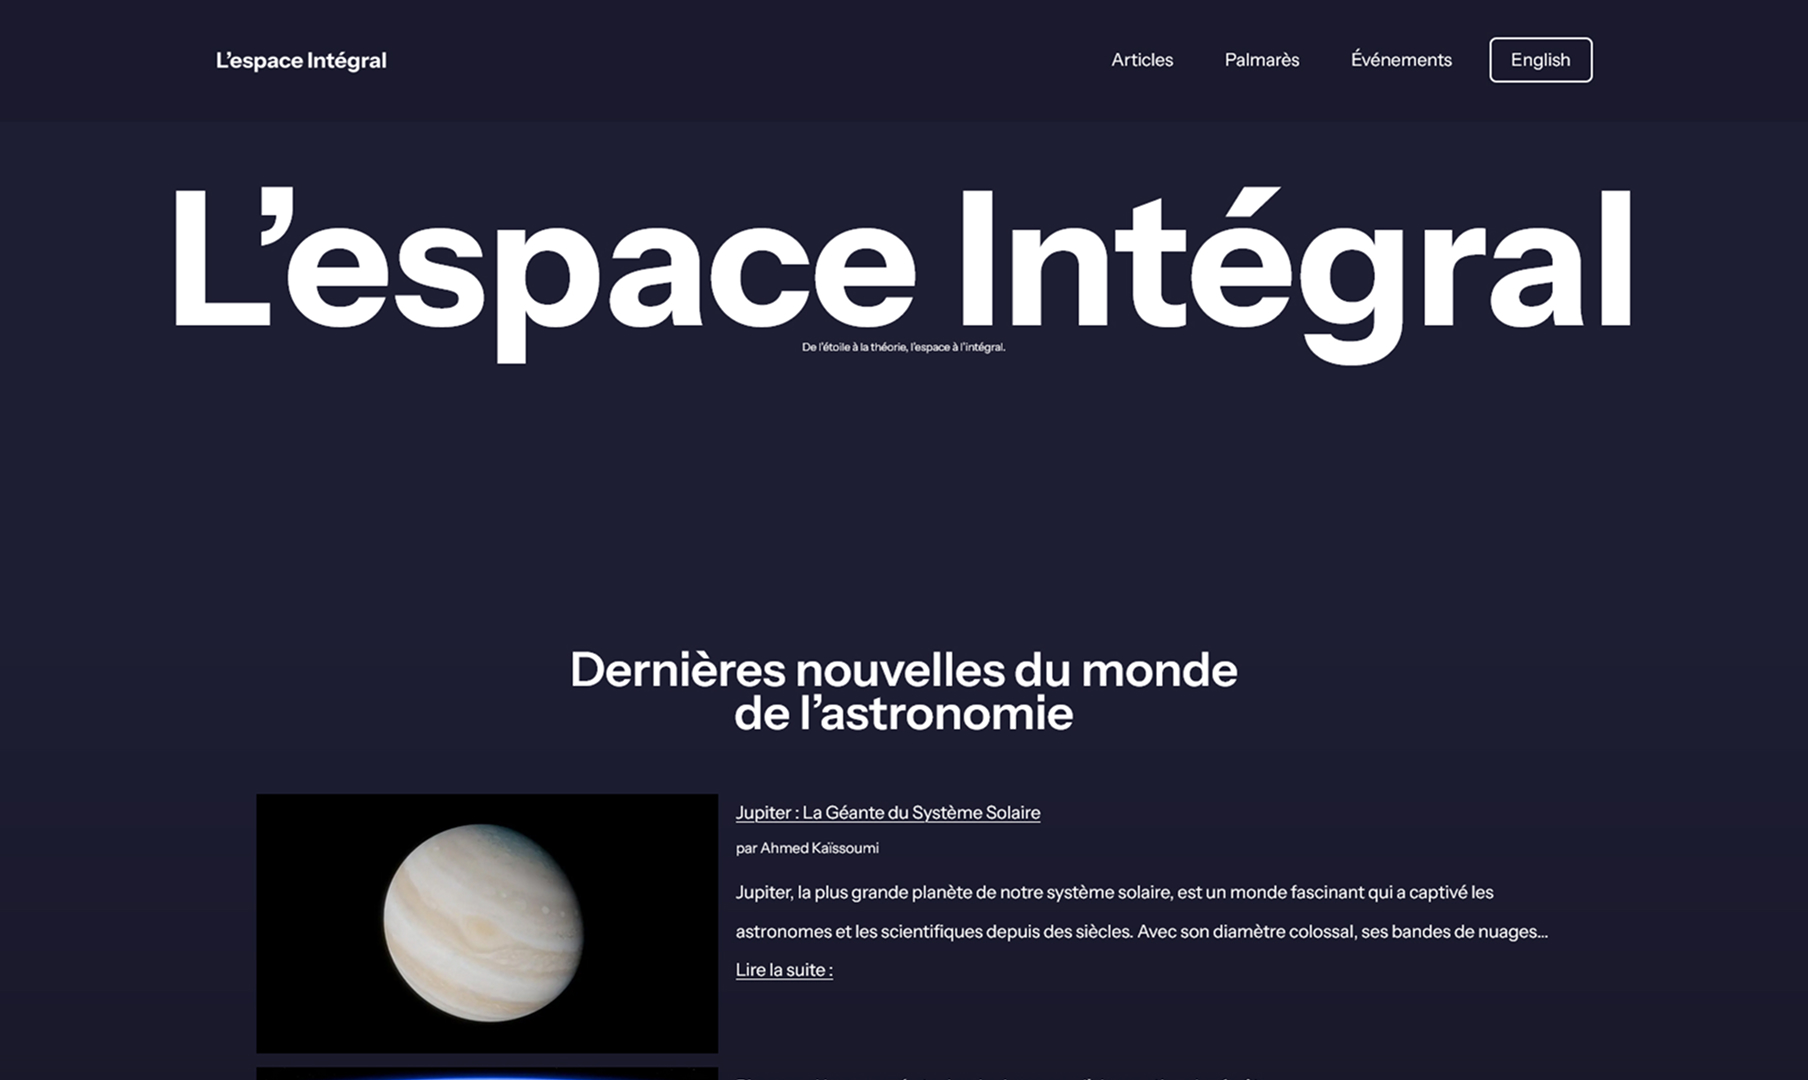 L’espace Intégral
Articles
Palmarès
Événements
English
L’espace Intégral
De l’étoile à la théorie, l’espace à l’intégral.
Dernières nouvelles du monde
de l’astronomie
Jupiter : La Géante du Système Solaire
par Ahmed Kaïssoumi
Jupiter, la plus grande planète de notre système solaire, est un monde fascinant qui a captivé les
astronomes et les scientifiques depuis des siècles. Avec son diamètre colossal, ses bandes de nuages...
Lire la suite :